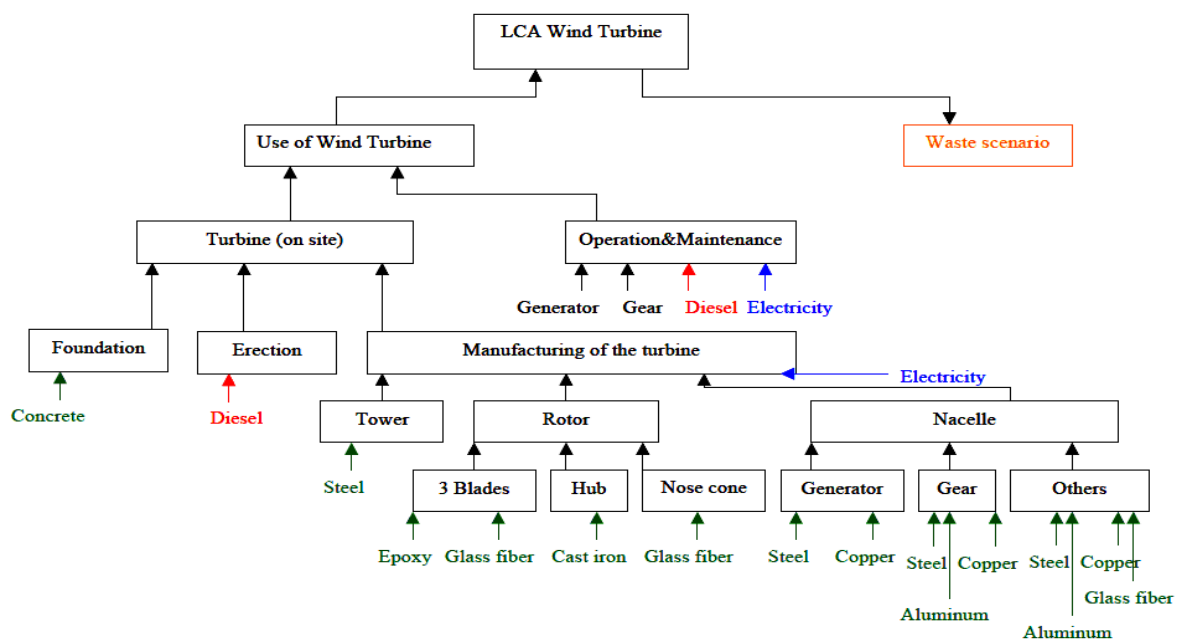 LCA Wind Turbine
Use of Wind Turbine
Waste scenario
Turbine (on site)
Operation&Maintenance
Generator
Gear
Diesel
Electricity
Foundation
Erection
Manufacturing of the turbine
Electricity
Concrete
Diesel
Tower
Rotor
Nacelle
Steel
3 Blades
Hub
Nose cone
Generator
Gear
Others
Epoxy
Glass fiber
Cast iron
Glass fiber
Steel
Copper
Steel
Copper
Steel
Copper
Glass fiber
Aluminum
Aluminum